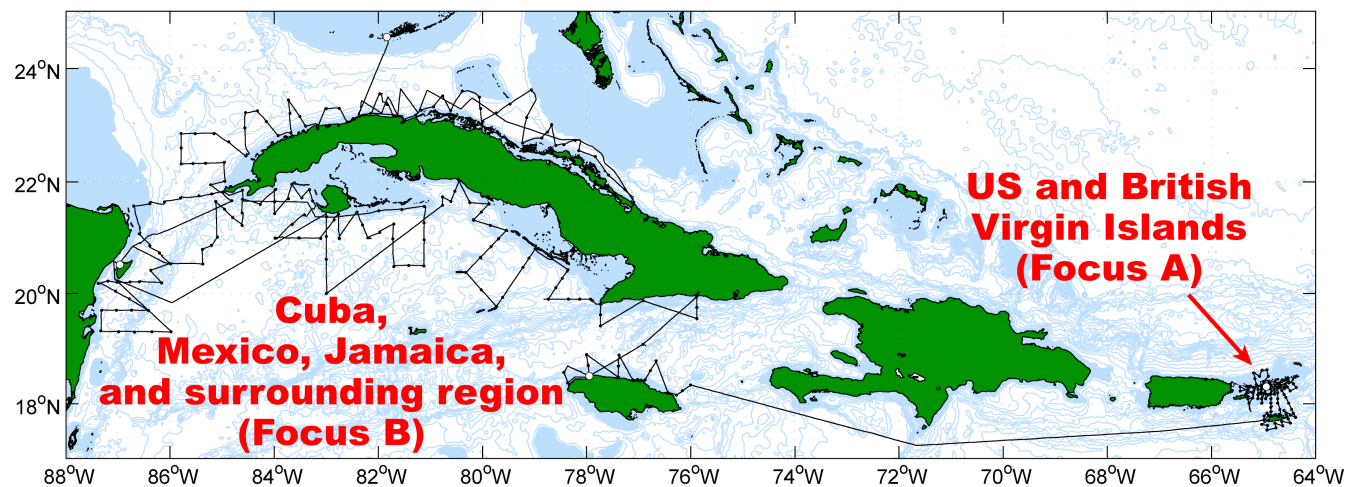 24°N
22°N
20°N
18°N
US and British
Virgin Islands
(Focus A)
Cuba,
Mexico, Jamaica,
and surrounding region
(Focus B)
88°W 86°W 84°W 82°W 80°W 78°W 76°W 74°W 72°W 70°W 68°W 66°W 64°W